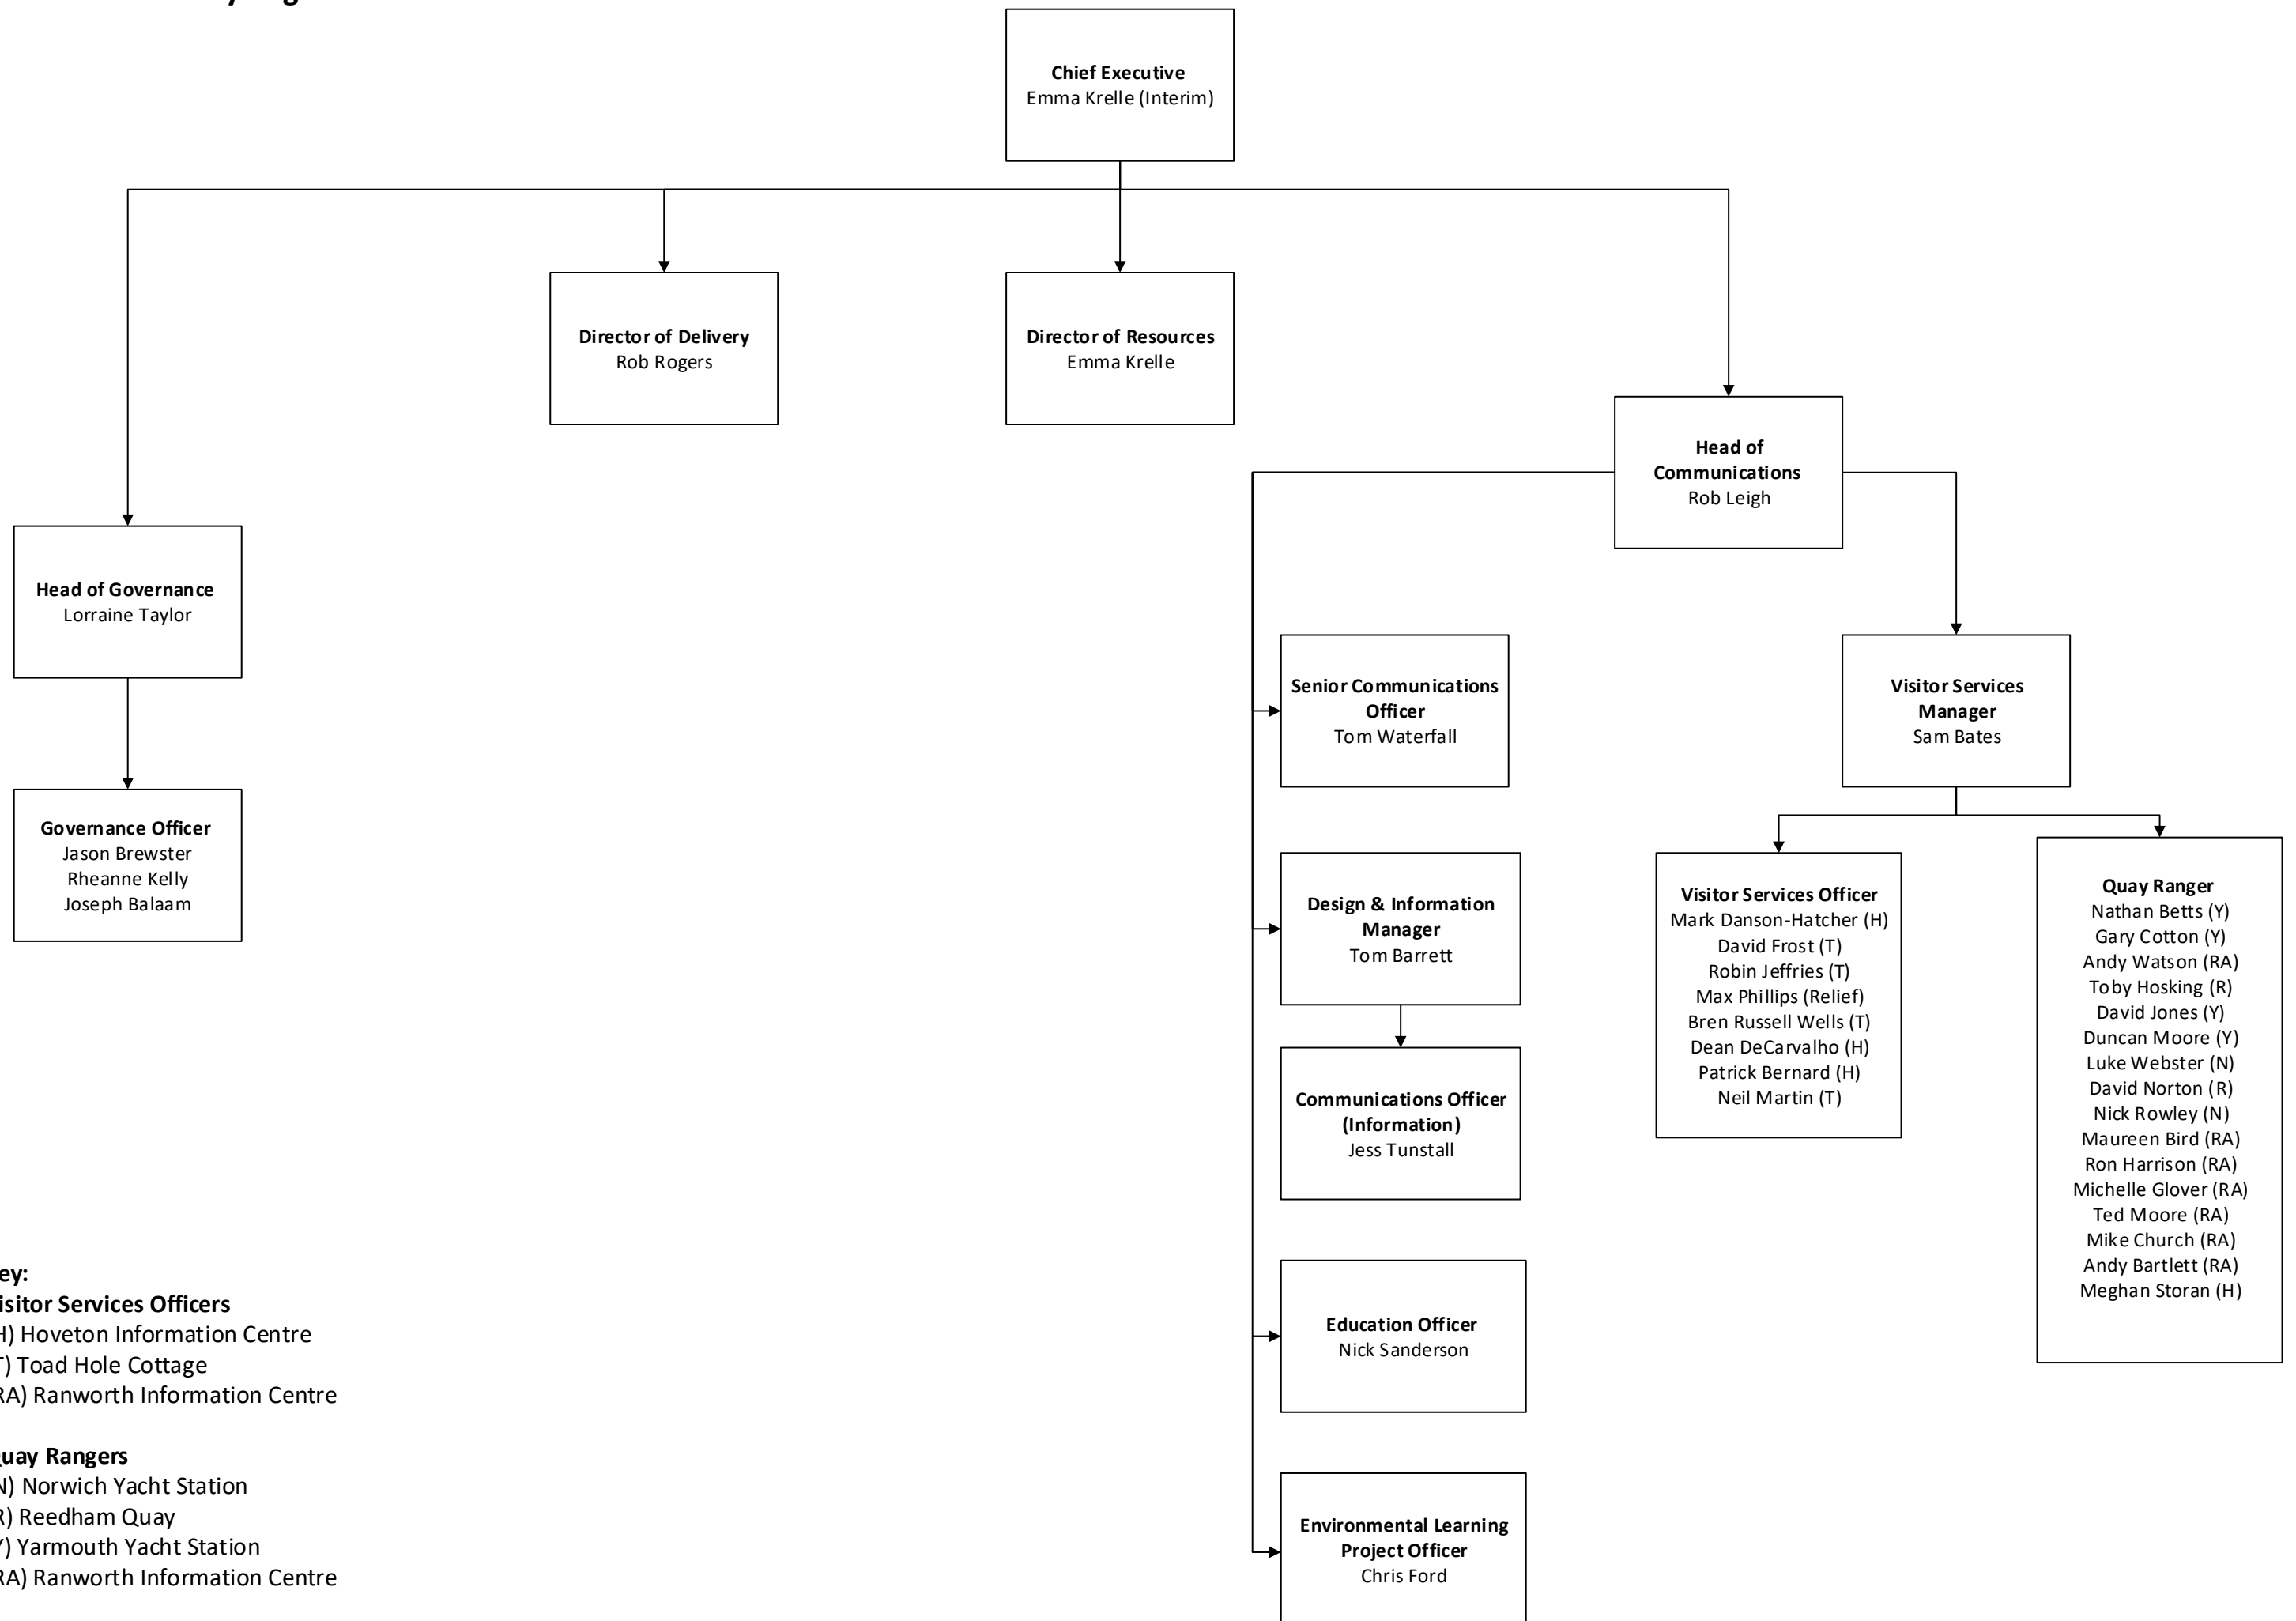 Chief Executive
Emma Krelle (Interim)
Director of Delivery
Rob Rogers
Director of Resources
Emma Krelle
Head of
Communications
Rob Leigh
Head of Governance
Lorraine Taylor
Governance Officer
Jason Brewster
Rheanne Kelly
Joseph Balaam
Senior Communications
Officer
Tom Waterfall
Visitor Services
Manager
Sam Bates
Design & Information
Manager
Tom Barrett
Communications Officer
(Information)
Jess Tunstall
Education Officer
Nick Sanderson
Environmental Learning
Project Officer
Chris Ford
Visitor Services Officer
Mark Danson-Hatcher (H)
David Frost (T)
Robin Jeffries (T)
Max Phillips (Relief)
Bren Russell Wells (T)
Dean DeCarvalho (H)
Patrick Bernard (H)
Neil Martin (T)
Quay Ranger
Nathan Betts (Y)
Gary Cotton (Y)
Andy Watson (RA)
Toby Hosking (R)
David Jones (Y)
Duncan Moore (Y)
Luke Webster (N)
David Norton (R)
Nick Rowley (N)
Maureen Bird (RA)
Ron Harrison (RA)
Michelle Glover (RA)
Ted Moore (RA)
Mike Church (RA)
Andy Bartlett (RA)
Meghan Storan (H)
ey:
isitor Services Officers
H) Hoveton Information Centre
T) Toad Hole Cottage
RA) Ranworth Information Centre
uay Rangers
N) Norwich Yacht Station
R) Reedham Quay
Y) Yarmouth Yacht Station
RA) Ranworth Information Centre